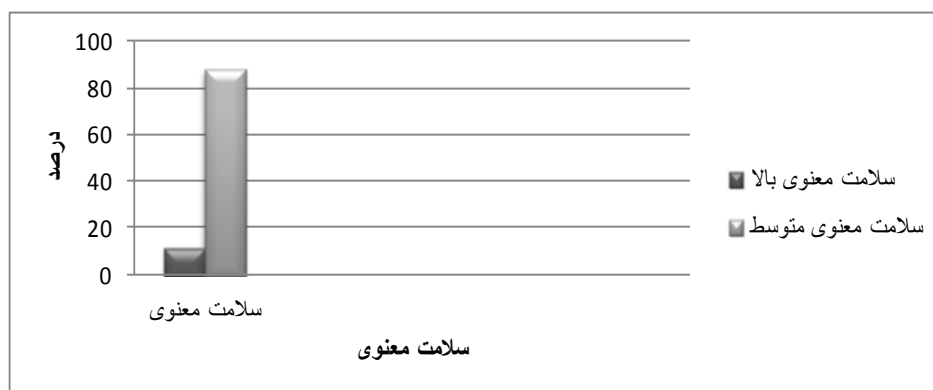 100
80
60
40
20
0
درصد
سلامت معنوی
سلامت معنوی
سلامت معنوی بالا
سلامت معنوی متوسط